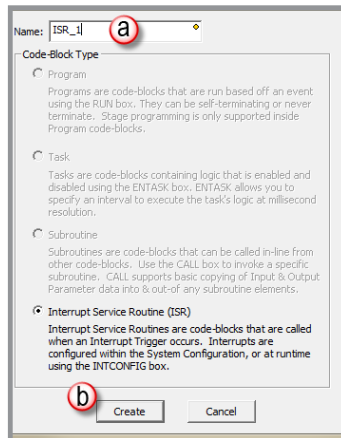 Name: ISR_1 a
Code-Block Type
Program
Programs are code-blocks that are run based off an event
using the RUN box. They can be self-terminating or never
terminate. Stage programming is only supported inside
Program code-blocks.
Task
Tasks are code-blocks containing logic that is enabled and
disabled using the ENTASK box. ENTASK allows you to
specify an interval to execute the task's logic at millisecond
resolution.
Subroutine
Subroutines are code-blocks that can be called in-line from
other code-blocks. Use the CALL box to invoke a specific
subroutine. CALL supports basic copying of Input & Output
Parameter data into & out-of any subroutine elements.
Interrupt Service Routine (ISR)
Interrupt Service Routines are code-blocks that are called
when an Interrupt Trigger occurs. Interrupts are
configured within the System Configuration, or at runtime
using the INTCONFIG box.
b
Create Cancel